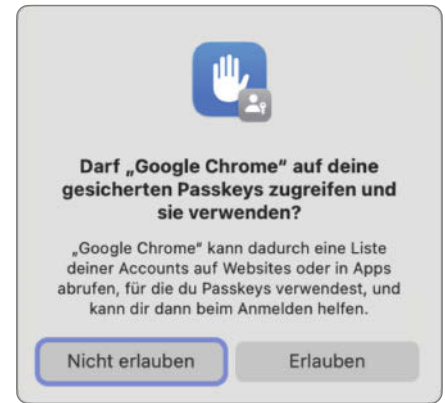 Darf „Google Chrome“ auf deine
gesicherten Passkeys zugreifen und
sie verwenden?
„Google Chrome“ kann dadurch eine Liste
deiner Accounts auf Websites oder in Apps
abrufen, für die du Passkeys verwendest, und
kann dir dann beim Anmelden helfen.
Nicht erlauben
Erlauben